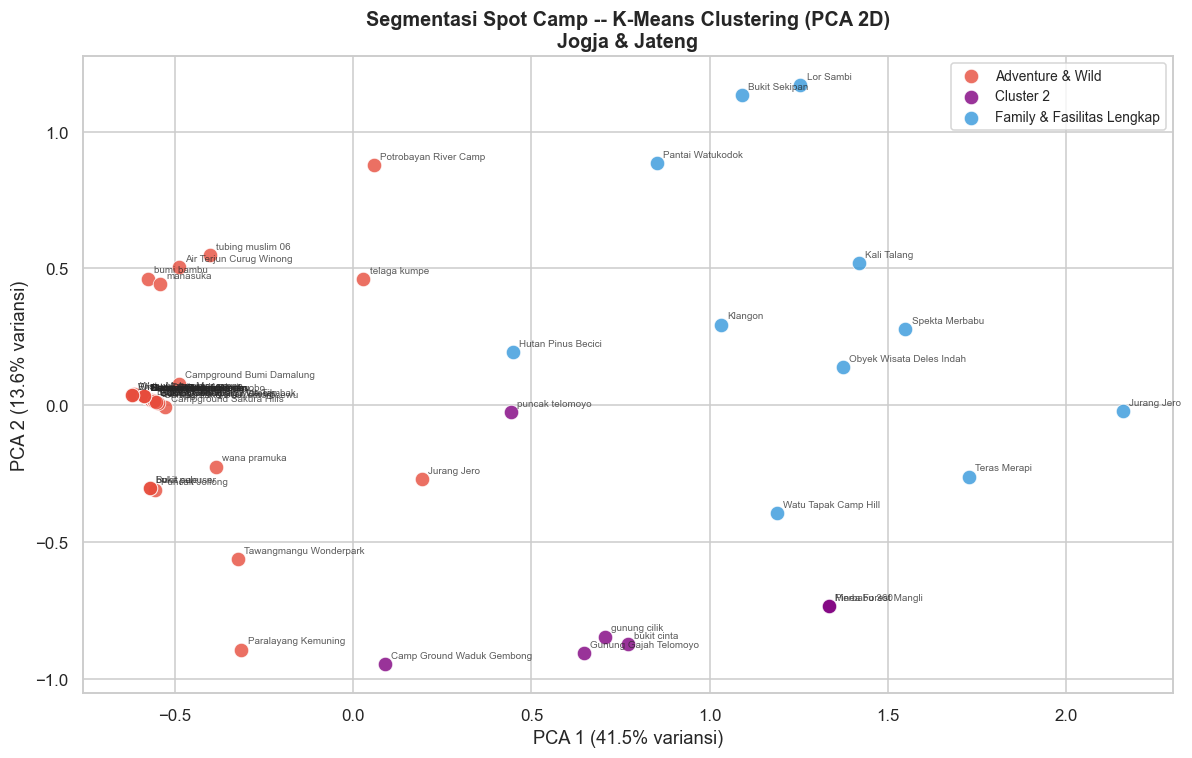 Segmentasi Spot Camp -- K-Means Clustering (PCA 2D)
Jogja & Jateng
Adventure & Wild
Cluster 2
Family & Fasilitas Lengkap
Lor Sambi
Bukit Sekipan
Pantai Watukodok
Potrobayan River Camp
tubing muslim 06
Air Terjun Curug Winong
bumi bambu
manasuka
telaga kumpe
Kali Talang
Klangon
Spekta Merbabu
Hutan Pinus Becici
Obyek Wisata Deles Indah
Campground Bumi Damalung
Campground Sakura Hills
puncak telomoyo
Jurang Jero
wana pramuka
Jurang Jero
Teras Merapi
Watu Tapak Camp Hill
Tawangmangu Wonderpark
Mangli
gunung cilik
bukit cinta
Gunung Gajah Telomoyo
Paralayang Kemuning
Camp Ground Waduk Gembong
1.0
0.5
0.0
−0.5
−1.0
PCA 2 (13.6% variansi)
−0.5
0.0
0.5
1.0
1.5
2.0
PCA 1 (41.5% variansi)